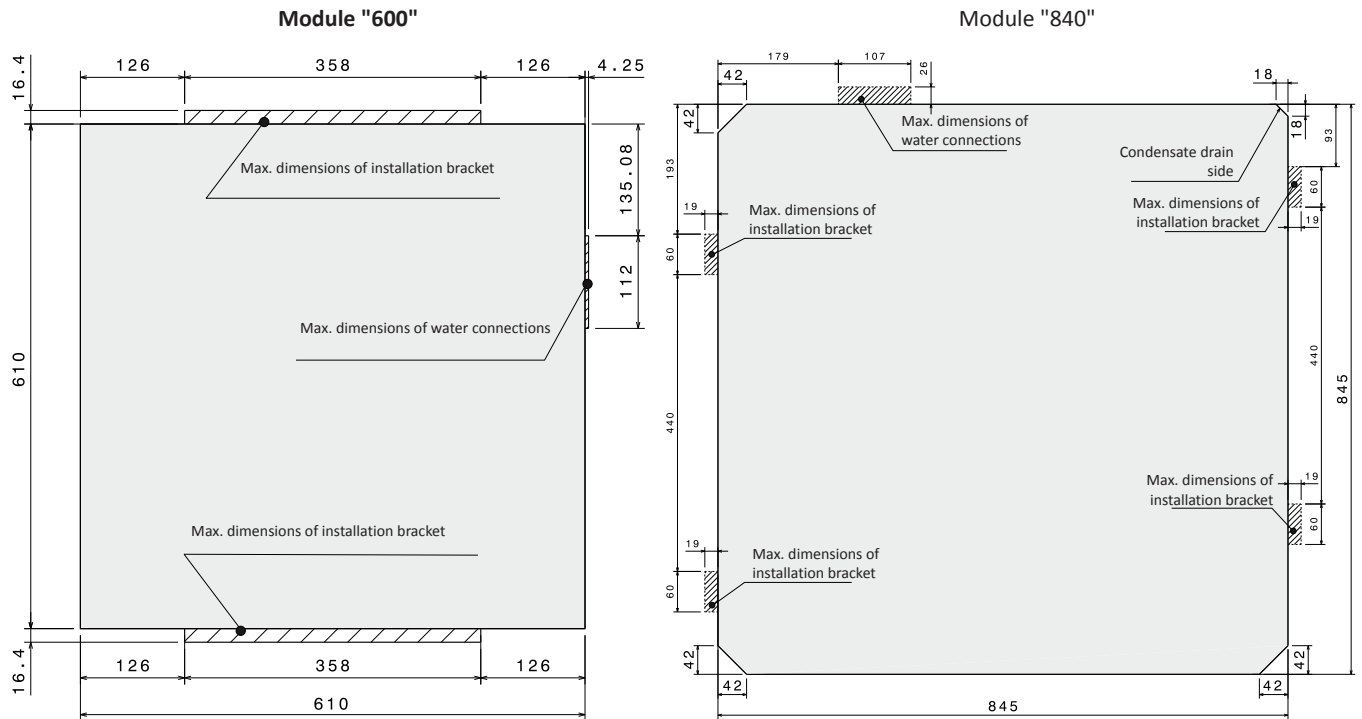 Module "600"
Module "840"
16.4
126
358
126
4.25
Max. dimensions of installation bracket
135.08
112
Max. dimensions of water connections
610
Max. dimensions of installation bracket
16.4
126
358
126
610
179
107
26
42
18
42
18
93
Max. dimensions of
water connections
Condensate drain
side
193
19
Max. dimensions of
installation bracket
60
Max. dimensions of
installation bracket
60
19
440
440
845
Max. dimensions of
installation bracket
19
60
19
Max. dimensions of
installation bracket
60
42
42
42
42
845